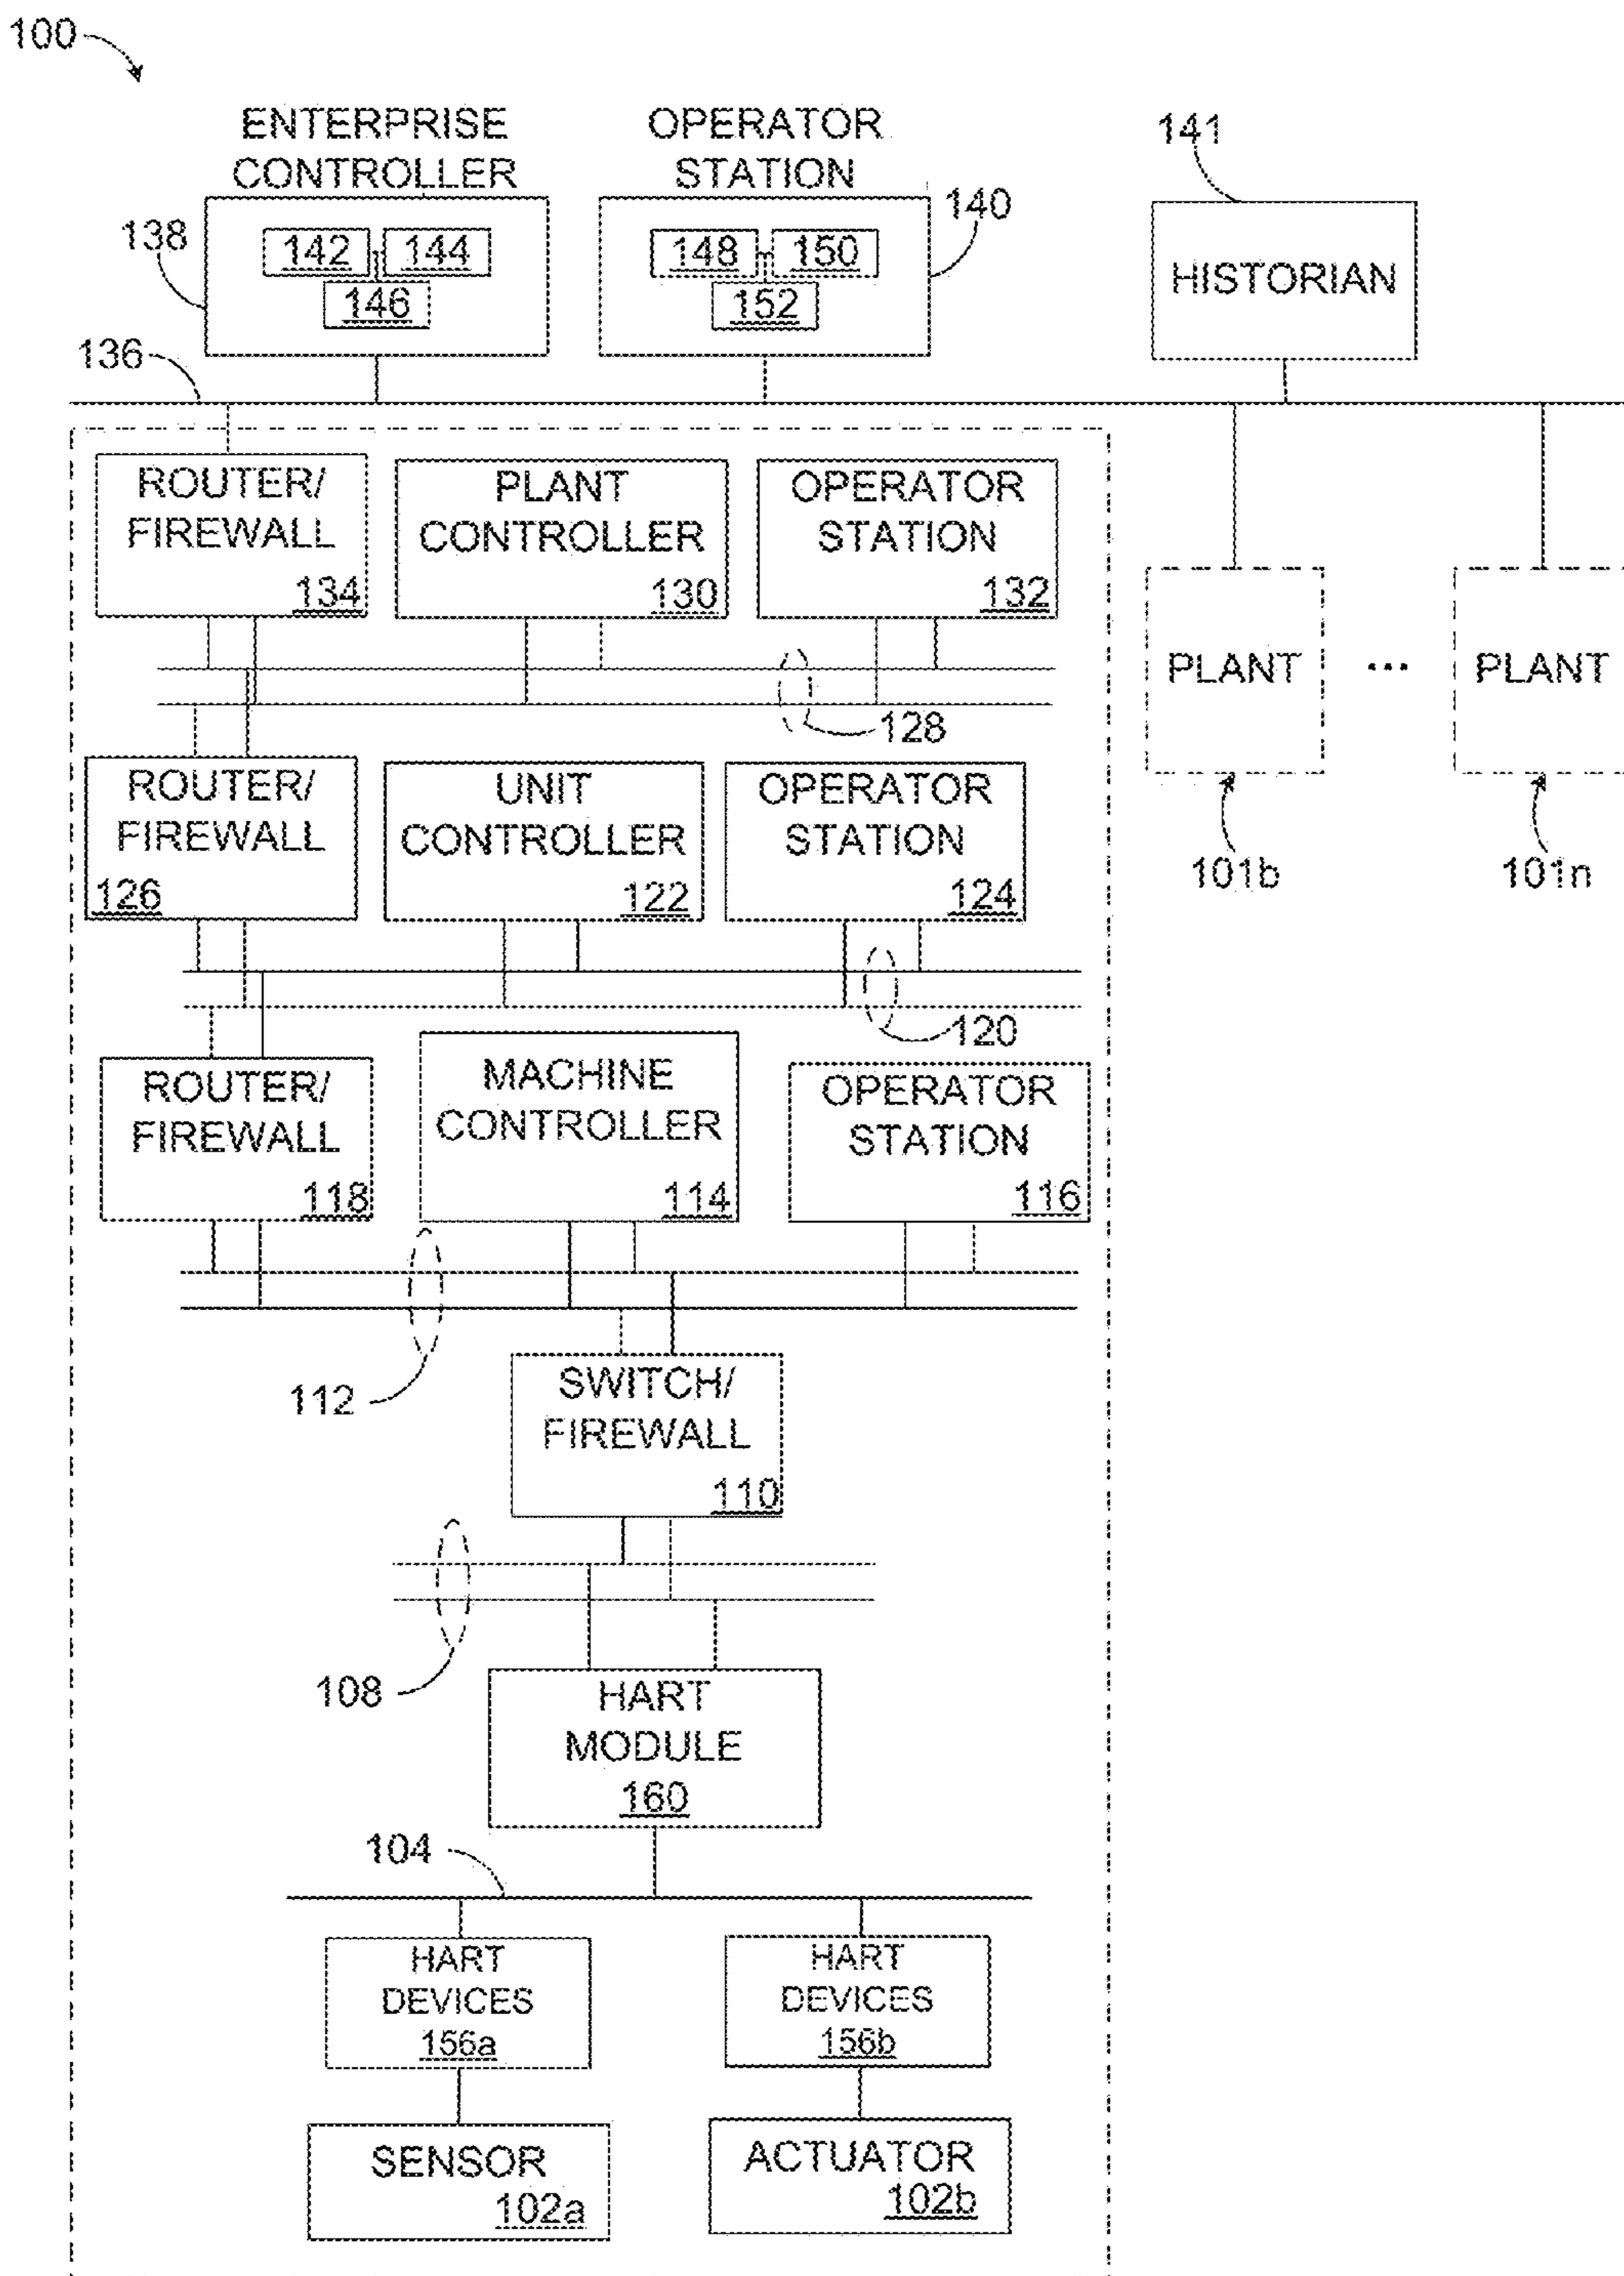 100
ENTERPRISE
CONTROLLER
OPERATOR
STATION
141
138
142
144
146
148
150
152
140
HISTORIAN
136
ROUTER/
FIREWALL
134
PLANT
CONTROLLER
130
OPERATOR
STATION
132
128
PLANT
...
PLANT
101b
101n
ROUTER/
FIREWALL
126
UNIT
CONTROLLER
122
OPERATOR
STATION
124
120
ROUTER/
FIREWALL
118
MACHINE
CONTROLLER
114
OPERATOR
STATION
116
112
SWITCH/
FIREWALL
110
108
HART
MODULE
160
104
HART
DEVICES
156a
HART
DEVICES
156b
SENSOR
102a
ACTUATOR
102b